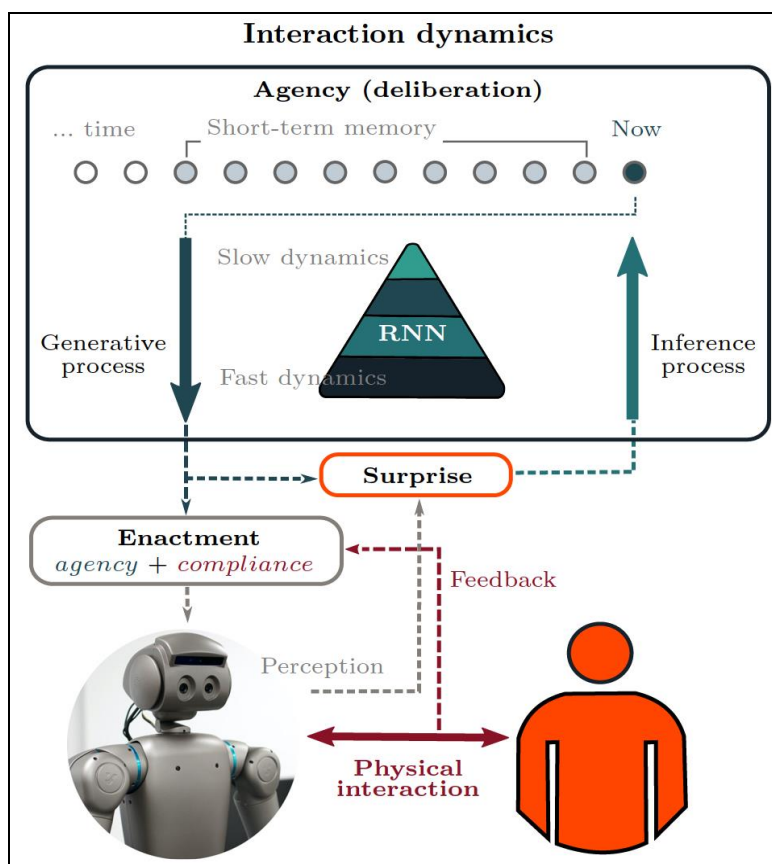 Interaction dynamics
Agency (deliberation)
... time
Short-term memory
Now
Slow dynamics
RNN
Generative
process
Inference
process
Fast dynamics
Surprise
Enactment
agency + compliance
Feedback
Perception
Physical
interaction